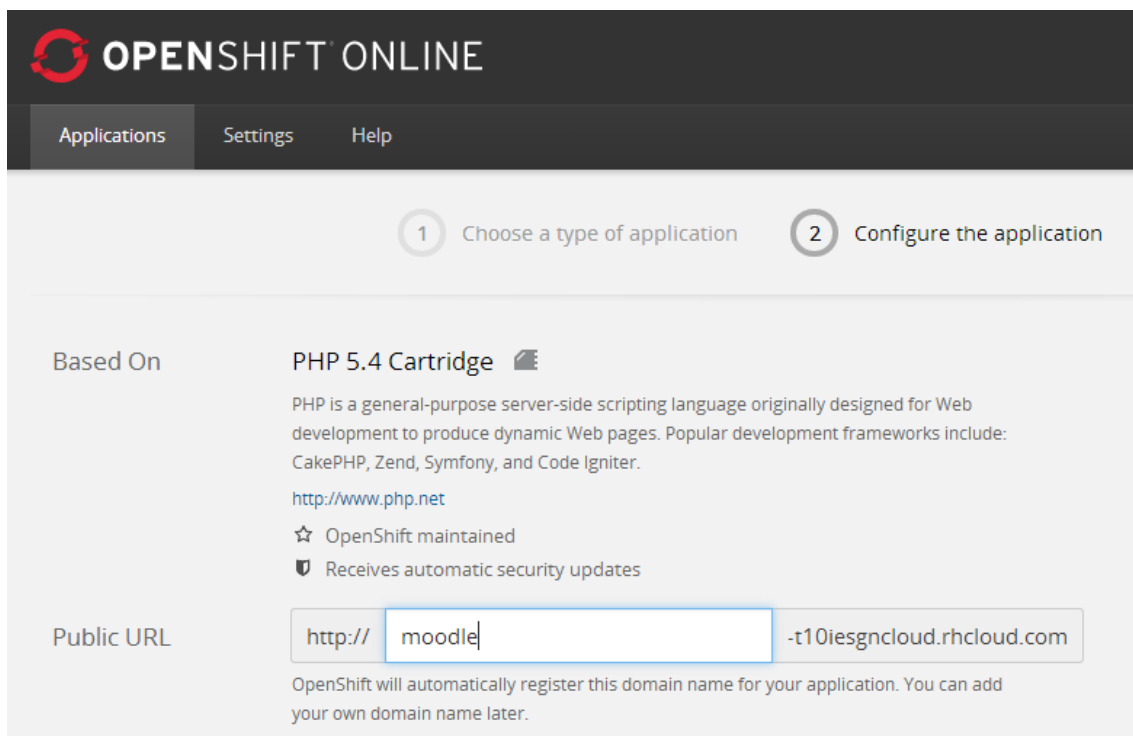 OPENSHIFT ONLINE
Applications Settings Help
1 Choose a type of application 2 Configure the application
Based On PHP 5.4 Cartridge
PHP is a general-purpose server-side scripting language originally designed for Web
development to produce dynamic Web pages. Popular development frameworks include:
CakePHP, Zend, Symfony, and Code Igniter.
http://www.php.net
OpenShift maintained
Receives automatic security updates
Public URL http:// moodle -t10iesgncloud.rhcloud.com
OpenShift will automatically register this domain name for your application. You can add
your own domain name later.